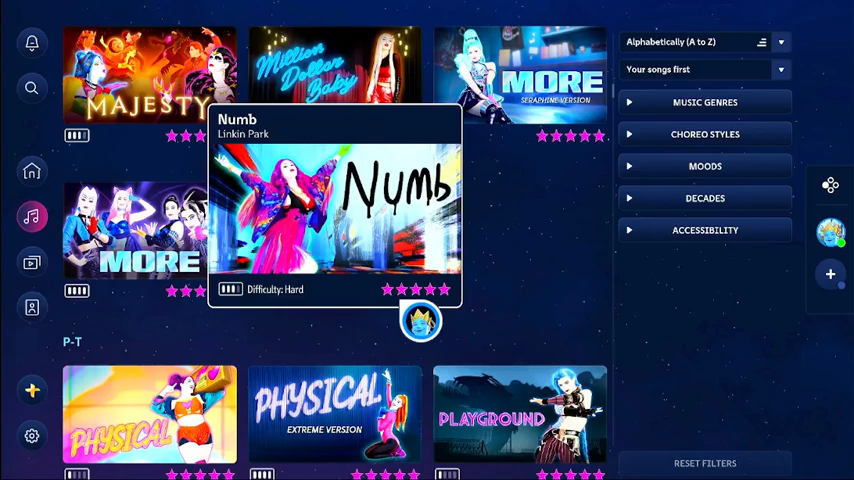 MAJESTY
Million
Dollar
Baby
MORE
SERAPHINE VERSION
Numb
Linkin Park
Numb
Difficulty: Hard
MORE
P-T
PHYSICAL
PHYSICAL
EXTREME VERSION
PLAYGROUND
Alphabetically (A to Z)
Your songs first
MUSIC GENRES
CHOREO STYLES
MOODS
DECADES
ACCESSIBILITY
RESET FILTERS